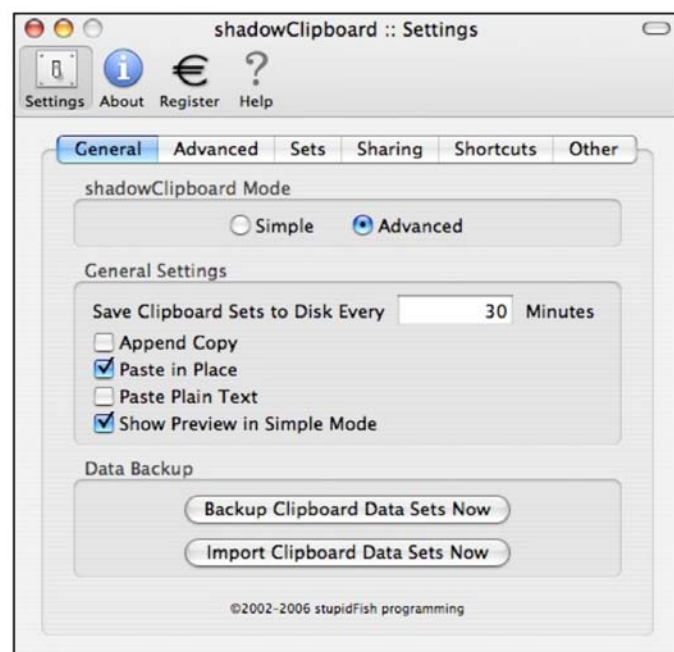 shadowClipboard :: Settings
Settings About Register Help
General Advanced Sets Sharing Shortcuts Other
shadowClipboard Mode
Simple Advanced
General Settings
Save Clipboard Sets to Disk Every 30 Minutes
Append Copy
Paste in Place
Paste Plain Text
Show Preview in Simple Mode
Data Backup
Backup Clipboard Data Sets Now
Import Clipboard Data Sets Now
©2002-2006 stupidFish programming